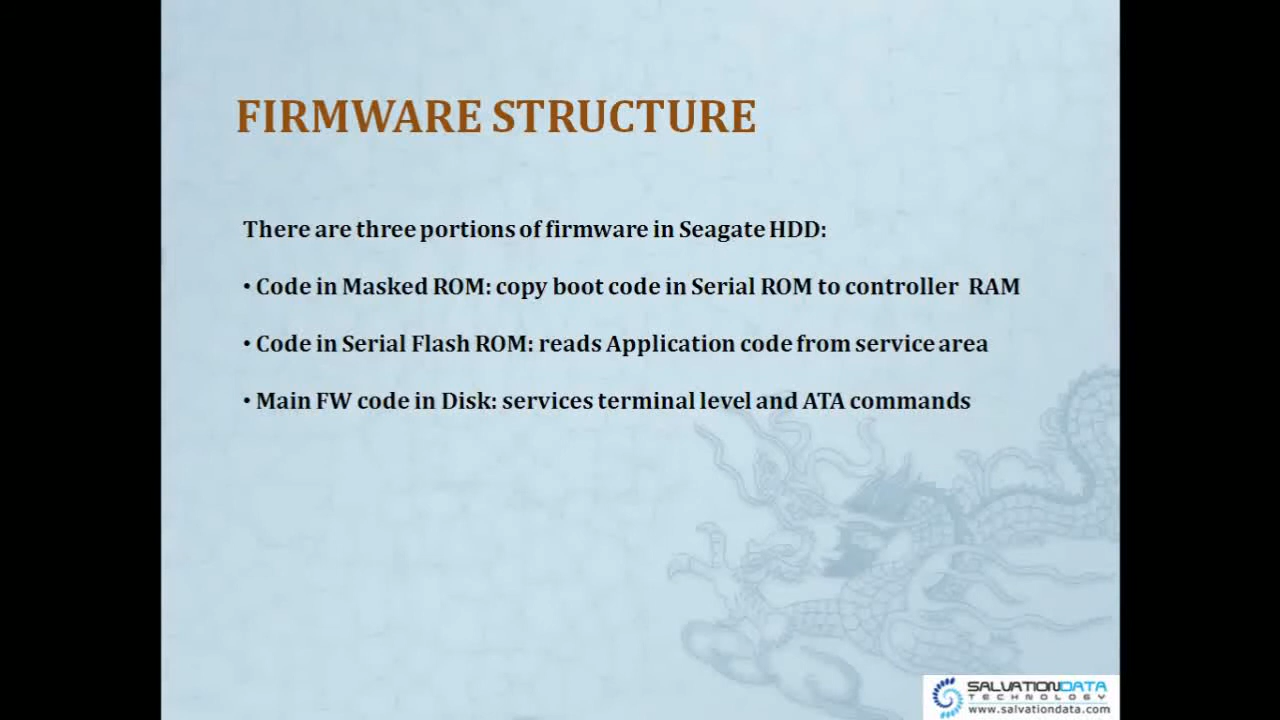 FIRMWARE STRUCTURE
There are three portions of firmware in Seagate HDD:
• Code in Masked ROM: copy boot code in Serial ROM to controller RAM
• Code in Serial Flash ROM: reads Application code from service area
• Main FW code in Disk: services terminal level and ATA commands
SALVATIONDATA
TECHNOLOGY
www.salvationdata.com